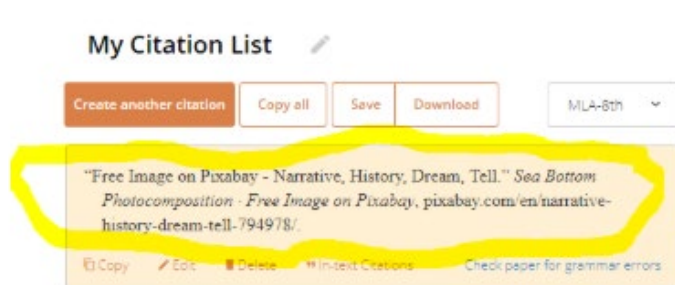 My Citation List
Create another citation Copy all Save Download MLA-8th
“Free Image on Pixabay - Narrative, History, Dream, Tell.” Sea Bottom
Photocomposition · Free Image on Pixabay, pixabay.com/en/narrative-
history-dream-tell-794978/.
Copy Edit Delete In-text Citations Check paper for grammar errors